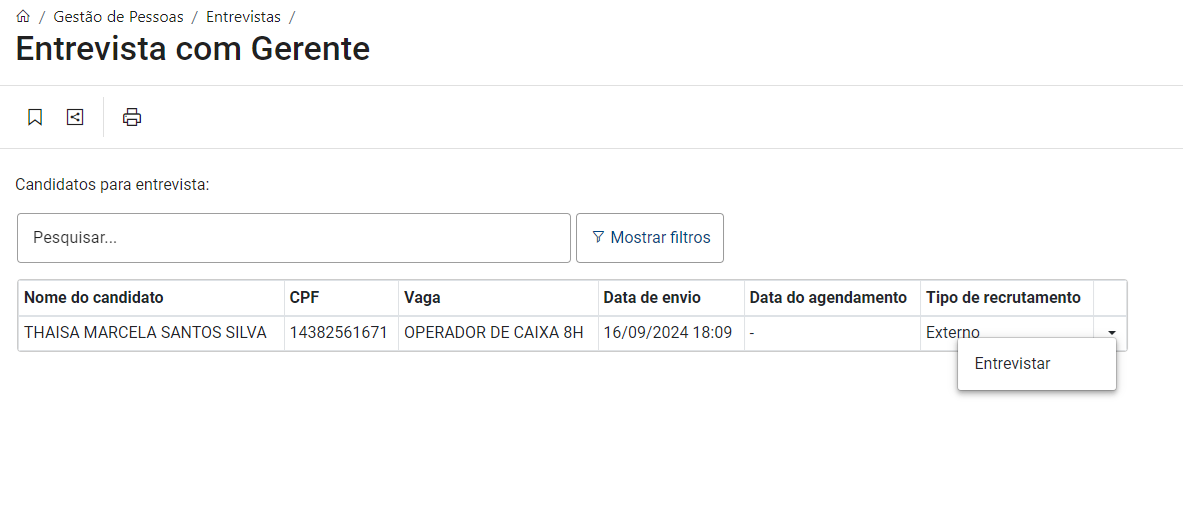 / Gestão de Pessoas / Entrevistas /
Entrevista com Gerente
Candidatos para entrevista:
Pesquisar...
Mostrar filtros
Nome do candidato CPF Vaga Data de envio Data do agendamento Tipo de recrutamento
THAISA MARCELA SANTOS SILVA 14382561671 OPERADOR DE CAIXA 8H 16/09/2024 18:09 - Externo
Entrevistar